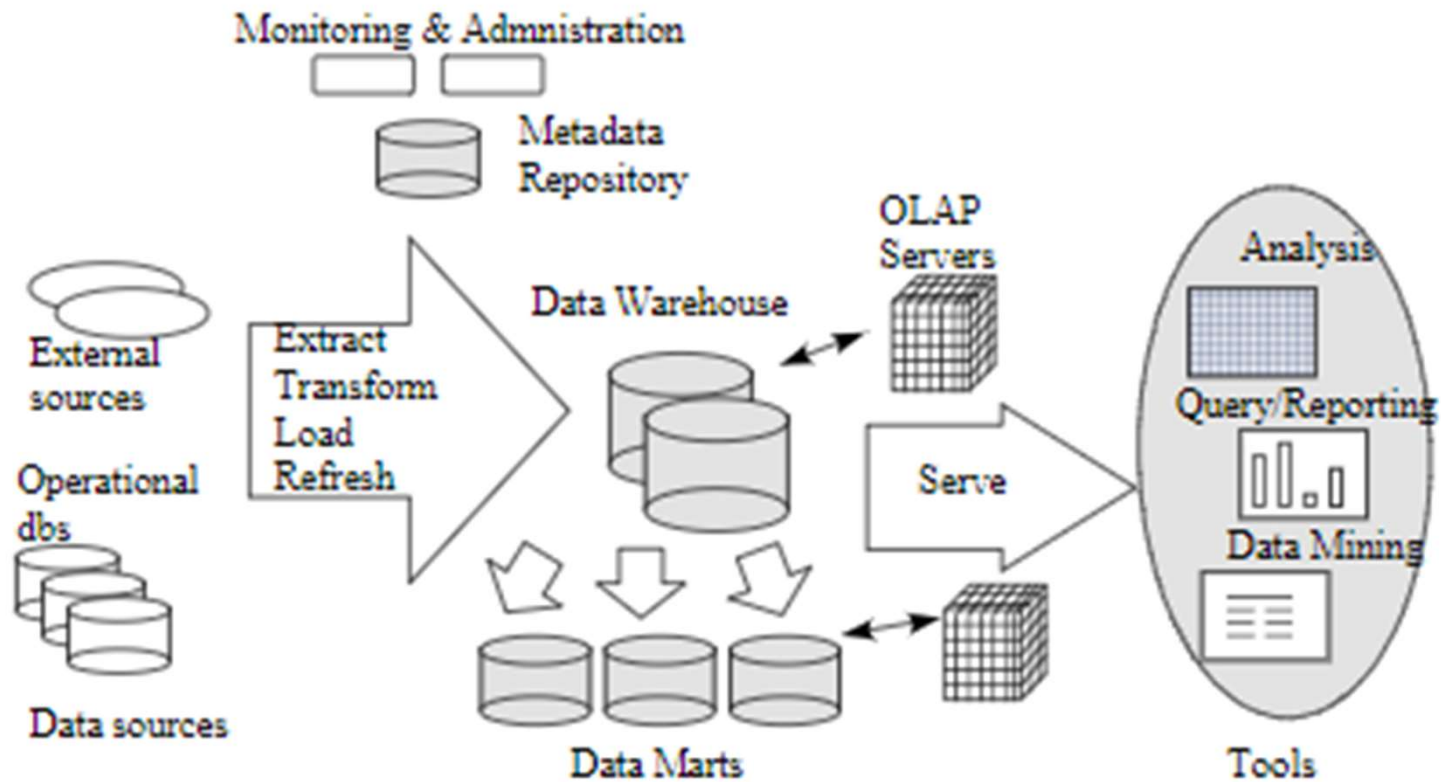 Monitoring & Admnistration
Metadata
Repository
OLAP
Servers
Analysis
Data Warehouse
External
sources
Extract
Transform
Load
Refresh
Query/Reporting
Operational
dbs
Serve
Data Mining
Data sources
Data Marts
Tools